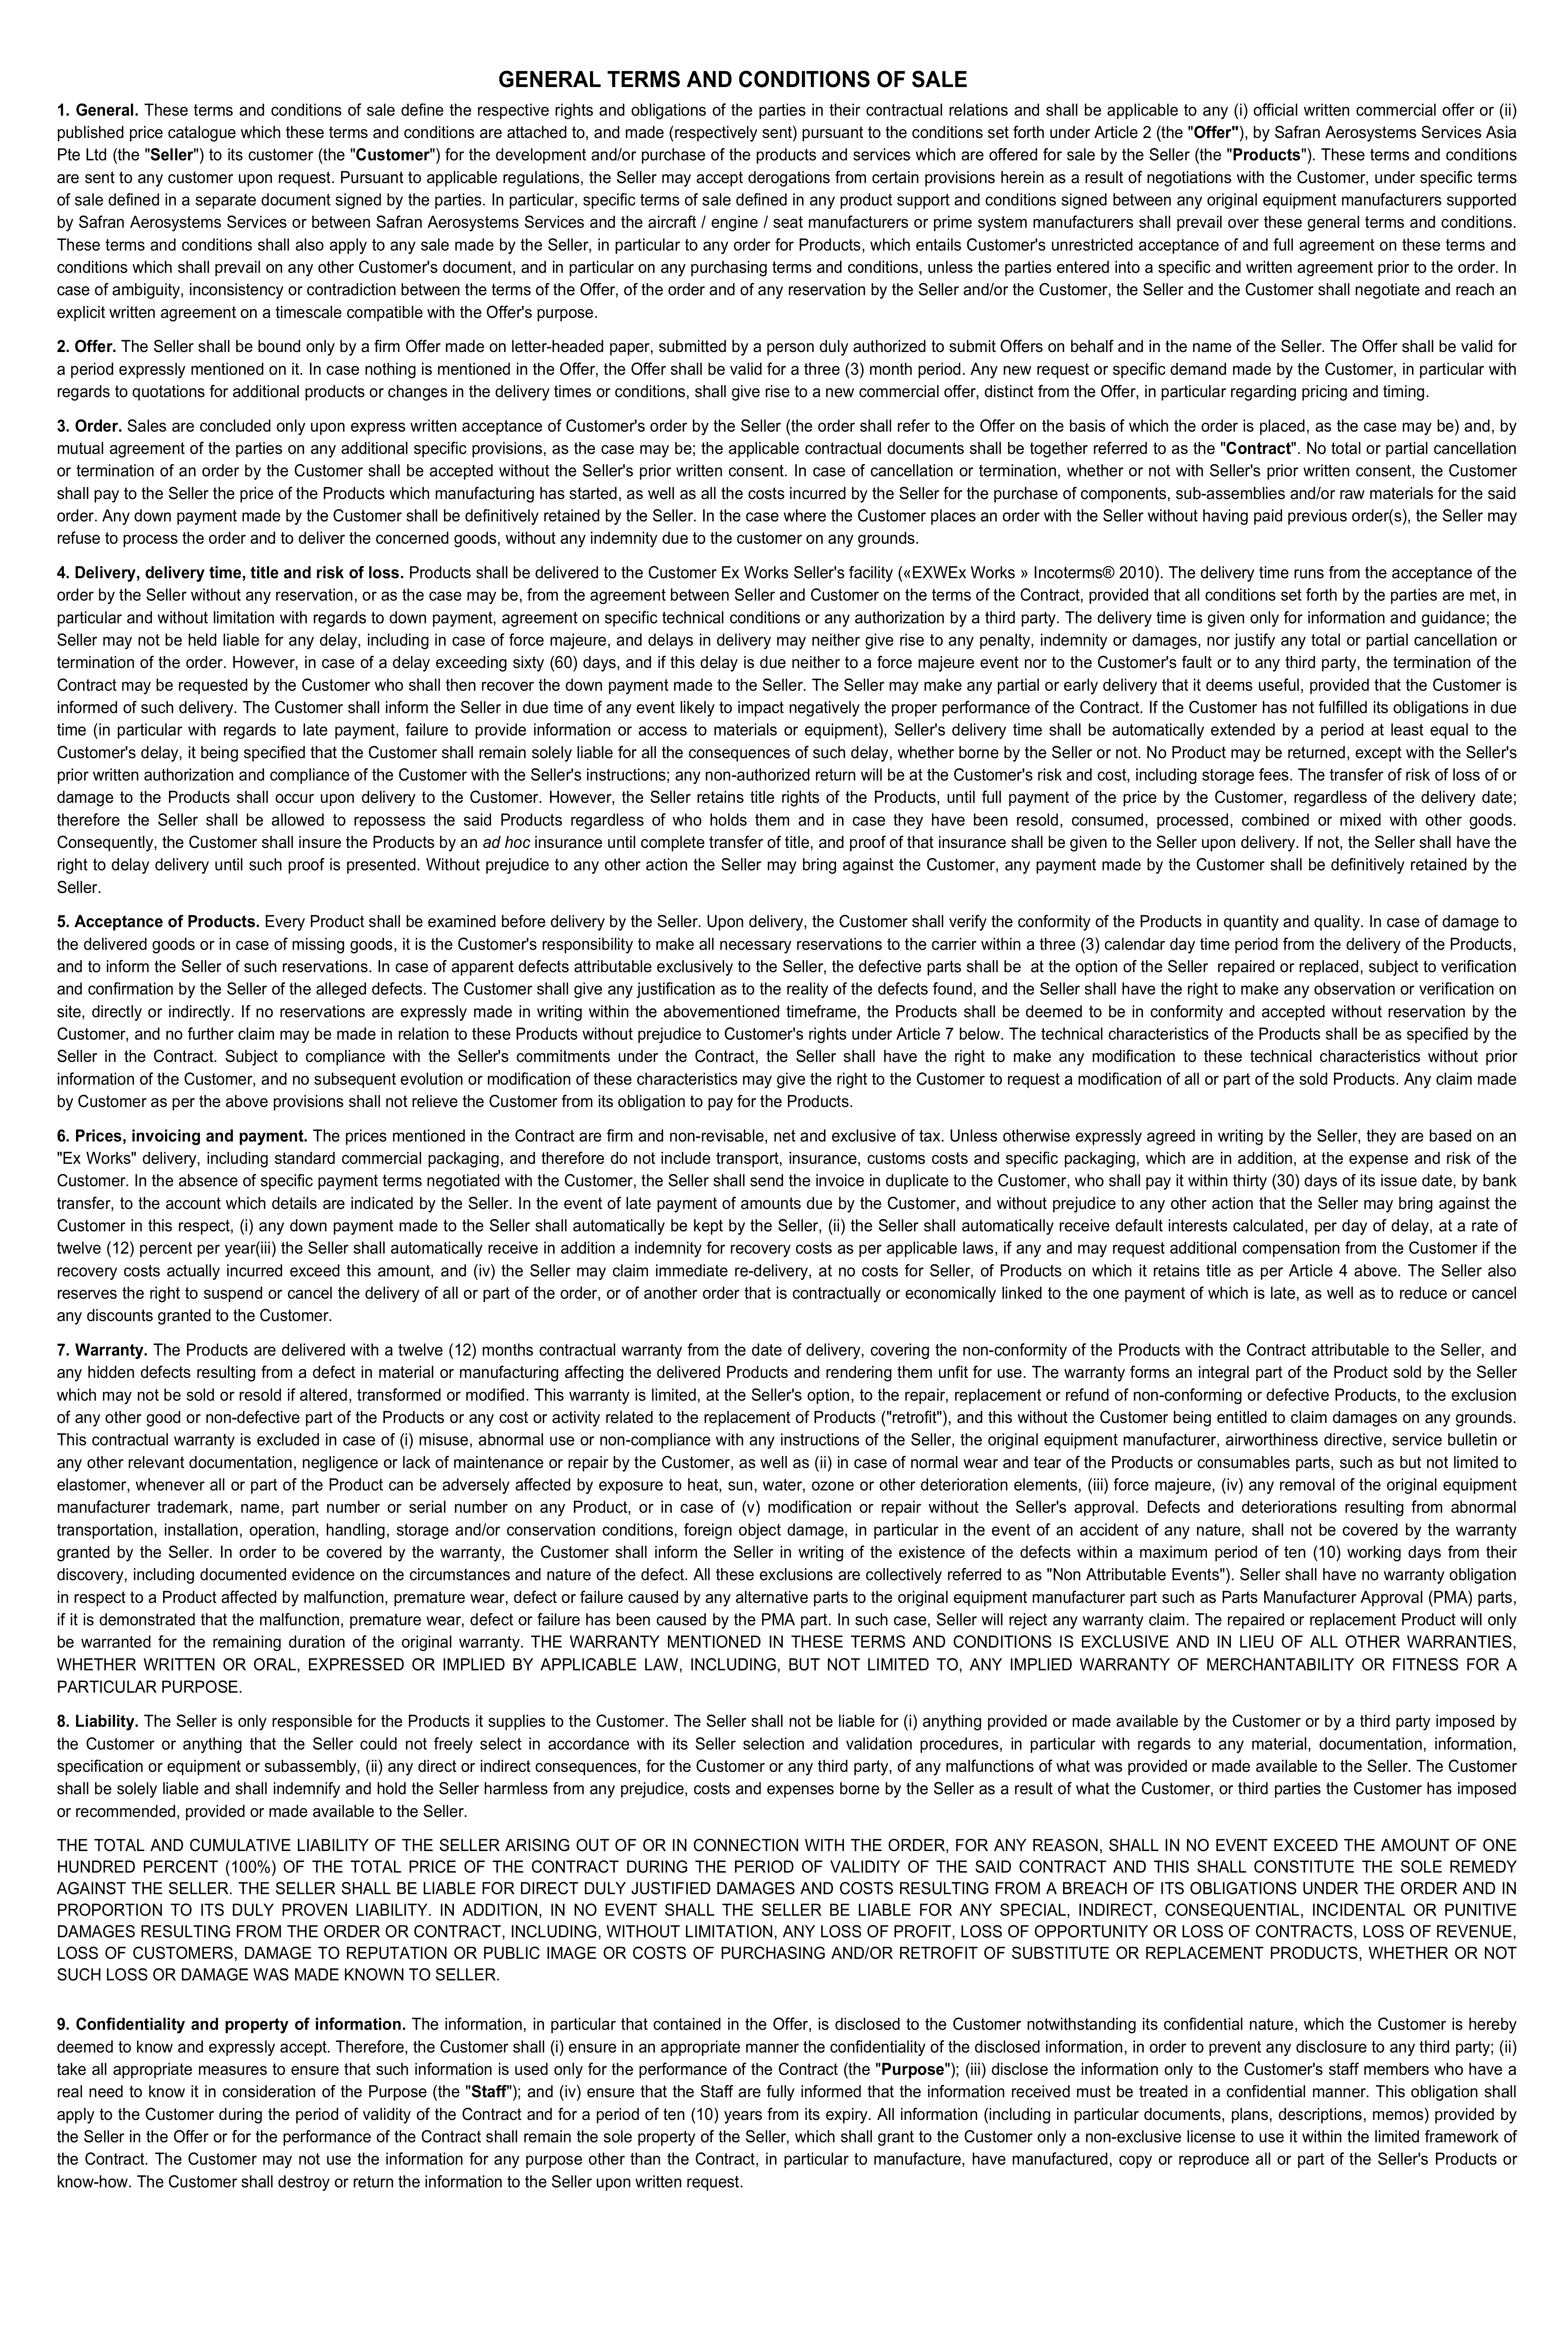 GENERAL TERMS AND CONDITIONS OF SALE
1. General. These terms and conditions of sale define the respective rights and obligations of the parties in their contractual relations and shall be applicable to any (i) official written commercial offer or (ii)
published price catalogue which these terms and conditions are attached to, and made (respectively sent) pursuant to the conditions set forth under Article 2 (the "Offer"), by Safran Aerosystems Services Asia
Pte Ltd (the "Seller") to its customer (the "Customer") for the development and/or purchase of the products and services which are offered for sale by the Seller (the "Products"). These terms and conditions
are sent to any customer upon request. Pursuant to applicable regulations, the Seller may accept derogations from certain provisions herein as a result of negotiations with the Customer, under specific terms
of sale defined in a separate document signed by the parties. In particular, specific terms of sale defined in any product support and conditions signed between any original equipment manufacturers supported
by Safran Aerosystems Services or between Safran Aerosystems Services and the aircraft / engine / seat manufacturers or prime system manufacturers shall prevail over these general terms and conditions.
These terms and conditions shall also apply to any sale made by the Seller, in particular to any order for Products, which entails Customer's unrestricted acceptance of and full agreement on these terms and
conditions which shall prevail on any other Customer's document, and in particular on any purchasing terms and conditions, unless the parties entered into a specific and written agreement prior to the order. In
case of ambiguity, inconsistency or contradiction between the terms of the Offer, of the order and of any reservation by the Seller and/or the Customer, the Seller and the Customer shall negotiate and reach an
explicit written agreement on a timescale compatible with the Offer's purpose.
2. Offer. The Seller shall be bound only by a firm Offer made on letter-headed paper, submitted by a person duly authorized to submit Offers on behalf and in the name of the Seller. The Offer shall be valid for
a period expressly mentioned on it. In case nothing is mentioned in the Offer, the Offer shall be valid for a three (3) month period. Any new request or specific demand made by the Customer, in particular with
regards to quotations for additional products or changes in the delivery times or conditions, shall give rise to a new commercial offer, distinct from the Offer, in particular regarding pricing and timing.
3. Order. Sales are concluded only upon express written acceptance of Customer's order by the Seller (the order shall refer to the Offer on the basis of which the order is placed, as the case may be) and, by
mutual agreement of the parties on any additional specific provisions, as the case may be; the applicable contractual documents shall be together referred to as the "Contract". No total or partial cancellation
or termination of an order by the Customer shall be accepted without the Seller's prior written consent. In case of cancellation or termination, whether or not with Seller's prior written consent, the Customer
shall pay to the Seller the price of the Products which manufacturing has started, as well as all the costs incurred by the Seller for the purchase of components, sub-assemblies and/or raw materials for the said
order. Any down payment made by the Customer shall be definitively retained by the Seller. In the case where the Customer places an order with the Seller without having paid previous order(s), the Seller may
refuse to process the order and to deliver the concerned goods, without any indemnity due to the customer on any grounds.
4. Delivery, delivery time, title and risk of loss. Products shall be delivered to the Customer Ex Works Seller's facility («EXWEx Works » Incoterms® 2010). The delivery time runs from the acceptance of the
order by the Seller without any reservation, or as the case may be, from the agreement between Seller and Customer on the terms of the Contract, provided that all conditions set forth by the parties are met, in
particular and without limitation with regards to down payment, agreement on specific technical conditions or any authorization by a third party. The delivery time is given only for information and guidance; the
Seller may not be held liable for any delay, including in case of force majeure, and delays in delivery may neither give rise to any penalty, indemnity or damages, nor justify any total or partial cancellation or
termination of the order. However, in case of a delay exceeding sixty (60) days, and if this delay is due neither to a force majeure event nor to the Customer's fault or to any third party, the termination of the
Contract may be requested by the Customer who shall then recover the down payment made to the Seller. The Seller may make any partial or early delivery that it deems useful, provided that the Customer is
informed of such delivery. The Customer shall inform the Seller in due time of any event likely to impact negatively the proper performance of the Contract. If the Customer has not fulfilled its obligations in due
time (in particular with regards to late payment, failure to provide information or access to materials or equipment), Seller's delivery time shall be automatically extended by a period at least equal to the
Customer's delay, it being specified that the Customer shall remain solely liable for all the consequences of such delay, whether borne by the Seller or not. No Product may be returned, except with the Seller's
prior written authorization and compliance of the Customer with the Seller's instructions; any non-authorized return will be at the Customer's risk and cost, including storage fees. The transfer of risk of loss of or
damage to the Products shall occur upon delivery to the Customer. However, the Seller retains title rights of the Products, until full payment of the price by the Customer, regardless of the delivery date;
therefore the Seller shall be allowed to repossess the said Products regardless of who holds them and in case they have been resold, consumed, processed, combined or mixed with other goods.
Consequently, the Customer shall insure the Products by an ad hoc insurance until complete transfer of title, and proof of that insurance shall be given to the Seller upon delivery. If not, the Seller shall have the
right to delay delivery until such proof is presented. Without prejudice to any other action the Seller may bring against the Customer, any payment made by the Customer shall be definitively retained by the
Seller.
5. Acceptance of Products. Every Product shall be examined before delivery by the Seller. Upon delivery, the Customer shall verify the conformity of the Products in quantity and quality. In case of damage to
the delivered goods or in case of missing goods, it is the Customer's responsibility to make all necessary reservations to the carrier within a three (3) calendar day time period from the delivery of the Products,
and to inform the Seller of such reservations. In case of apparent defects attributable exclusively to the Seller, the defective parts shall be at the option of the Seller repaired or replaced, subject to verification
and confirmation by the Seller of the alleged defects. The Customer shall give any justification as to the reality of the defects found, and the Seller shall have the right to make any observation or verification on
site, directly or indirectly. If no reservations are expressly made in writing within the abovementioned timeframe, the Products shall be deemed to be in conformity and accepted without reservation by the
Customer, and no further claim may be made in relation to these Products without prejudice to Customer's rights under Article 7 below. The technical characteristics of the Products shall be as specified by the
Seller in the Contract. Subject to compliance with the Seller's commitments under the Contract, the Seller shall have the right to make any modification to these technical characteristics without prior
information of the Customer, and no subsequent evolution or modification of these characteristics may give the right to the Customer to request a modification of all or part of the sold Products. Any claim made
by Customer as per the above provisions shall not relieve the Customer from its obligation to pay for the Products.
6. Prices, invoicing and payment. The prices mentioned in the Contract are firm and non-revisable, net and exclusive of tax. Unless otherwise expressly agreed in writing by the Seller, they are based on an
"Ex Works" delivery, including standard commercial packaging, and therefore do not include transport, insurance, customs costs and specific packaging, which are in addition, at the expense and risk of the
Customer. In the absence of specific payment terms negotiated with the Customer, the Seller shall send the invoice in duplicate to the Customer, who shall pay it within thirty (30) days of its issue date, by bank
transfer, to the account which details are indicated by the Seller. In the event of late payment of amounts due by the Customer, and without prejudice to any other action that the Seller may bring against the
Customer in this respect, (i) any down payment made to the Seller shall automatically be kept by the Seller, (ii) the Seller shall automatically receive default interests calculated, per day of delay, at a rate of
twelve (12) percent per year(iii) the Seller shall automatically receive in addition a indemnity for recovery costs as per applicable laws, if any and may request additional compensation from the Customer if the
recovery costs actually incurred exceed this amount, and (iv) the Seller may claim immediate re-delivery, at no costs for Seller, of Products on which it retains title as per Article 4 above. The Seller also
reserves the right to suspend or cancel the delivery of all or part of the order, or of another order that is contractually or economically linked to the one payment of which is late, as well as to reduce or cancel
any discounts granted to the Customer.
7. Warranty. The Products are delivered with a twelve (12) months contractual warranty from the date of delivery, covering the non-conformity of the Products with the Contract attributable to the Seller, and
any hidden defects resulting from a defect in material or manufacturing affecting the delivered Products and rendering them unfit for use. The warranty forms an integral part of the Product sold by the Seller
which may not be sold or resold if altered, transformed or modified. This warranty is limited, at the Seller's option, to the repair, replacement or refund of non-conforming or defective Products, to the exclusion
of any other good or non-defective part of the Products or any cost or activity related to the replacement of Products ("retrofit"), and this without the Customer being entitled to claim damages on any grounds.
This contractual warranty is excluded in case of (i) misuse, abnormal use or non-compliance with any instructions of the Seller, the original equipment manufacturer, airworthiness directive, service bulletin or
any other relevant documentation, negligence or lack of maintenance or repair by the Customer, as well as (ii) in case of normal wear and tear of the Products or consumables parts, such as but not limited to
elastomer, whenever all or part of the Product can be adversely affected by exposure to heat, sun, water, ozone or other deterioration elements, (iii) force majeure, (iv) any removal of the original equipment
manufacturer trademark, name, part number or serial number on any Product, or in case of (v) modification or repair without the Seller's approval. Defects and deteriorations resulting from abnormal
transportation, installation, operation, handling, storage and/or conservation conditions, foreign object damage, in particular in the event of an accident of any nature, shall not be covered by the warranty
granted by the Seller. In order to be covered by the warranty, the Customer shall inform the Seller in writing of the existence of the defects within a maximum period of ten (10) working days from their
discovery, including documented evidence on the circumstances and nature of the defect. All these exclusions are collectively referred to as "Non Attributable Events"). Seller shall have no warranty obligation
in respect to a Product affected by malfunction, premature wear, defect or failure caused by any alternative parts to the original equipment manufacturer part such as Parts Manufacturer Approval (PMA) parts,
if it is demonstrated that the malfunction, premature wear, defect or failure has been caused by the PMA part. In such case, Seller will reject any warranty claim. The repaired or replacement Product will only
be warranted for the remaining duration of the original warranty. THE WARRANTY MENTIONED IN THESE TERMS AND CONDITIONS IS EXCLUSIVE AND IN LIEU OF ALL OTHER WARRANTIES,
WHETHER WRITTEN OR ORAL, EXPRESSED OR IMPLIED BY APPLICABLE LAW, INCLUDING, BUT NOT LIMITED TO, ANY IMPLIED WARRANTY OF MERCHANTABILITY OR FITNESS FOR A
PARTICULAR PURPOSE.
8. Liability. The Seller is only responsible for the Products it supplies to the Customer. The Seller shall not be liable for (i) anything provided or made available by the Customer or by a third party imposed by
the Customer or anything that the Seller could not freely select in accordance with its Seller selection and validation procedures, in particular with regards to any material, documentation, information,
specification or equipment or subassembly, (ii) any direct or indirect consequences, for the Customer or any third party, of any malfunctions of what was provided or made available to the Seller. The Customer
shall be solely liable and shall indemnify and hold the Seller harmless from any prejudice, costs and expenses borne by the Seller as a result of what the Customer, or third parties the Customer has imposed
or recommended, provided or made available to the Seller.
THE TOTAL AND CUMULATIVE LIABILITY OF THE SELLER ARISING OUT OF OR IN CONNECTION WITH THE ORDER, FOR ANY REASON, SHALL IN NO EVENT EXCEED THE AMOUNT OF ONE
HUNDRED PERCENT (100%) OF THE TOTAL PRICE OF THE CONTRACT DURING THE PERIOD OF VALIDITY OF THE SAID CONTRACT AND THIS SHALL CONSTITUTE THE SOLE REMEDY
AGAINST THE SELLER. THE SELLER SHALL BE LIABLE FOR DIRECT DULY JUSTIFIED DAMAGES AND COSTS RESULTING FROM A BREACH OF ITS OBLIGATIONS UNDER THE ORDER AND IN
PROPORTION TO ITS DULY PROVEN LIABILITY. IN ADDITION, IN NO EVENT SHALL THE SELLER BE LIABLE FOR ANY SPECIAL, INDIRECT, CONSEQUENTIAL, INCIDENTAL OR PUNITIVE
DAMAGES RESULTING FROM THE ORDER OR CONTRACT, INCLUDING, WITHOUT LIMITATION, ANY LOSS OF PROFIT, LOSS OF OPPORTUNITY OR LOSS OF CONTRACTS, LOSS OF REVENUE,
LOSS OF CUSTOMERS, DAMAGE TO REPUTATION OR PUBLIC IMAGE OR COSTS OF PURCHASING AND/OR RETROFIT OF SUBSTITUTE OR REPLACEMENT PRODUCTS, WHETHER OR NOT
SUCH LOSS OR DAMAGE WAS MADE KNOWN TO SELLER.
9. Confidentiality and property of information. The information, in particular that contained in the Offer, is disclosed to the Customer notwithstanding its confidential nature, which the Customer is hereby
deemed to know and expressly accept. Therefore, the Customer shall (i) ensure in an appropriate manner the confidentiality of the disclosed information, in order to prevent any disclosure to any third party; (ii)
take all appropriate measures to ensure that such information is used only for the performance of the Contract (the "Purpose"); (iii) disclose the information only to the Customer's staff members who have a
real need to know it in consideration of the Purpose (the "Staff"); and (iv) ensure that the Staff are fully informed that the information received must be treated in a confidential manner. This obligation shall
apply to the Customer during the period of validity of the Contract and for a period of ten (10) years from its expiry. All information (including in particular documents, plans, descriptions, memos) provided by
the Seller in the Offer or for the performance of the Contract shall remain the sole property of the Seller, which shall grant to the Customer only a non-exclusive license to use it within the limited framework of
the Contract. The Customer may not use the information for any purpose other than the Contract, in particular to manufacture, have manufactured, copy or reproduce all or part of the Seller's Products or
know-how. The Customer shall destroy or return the information to the Seller upon written request.